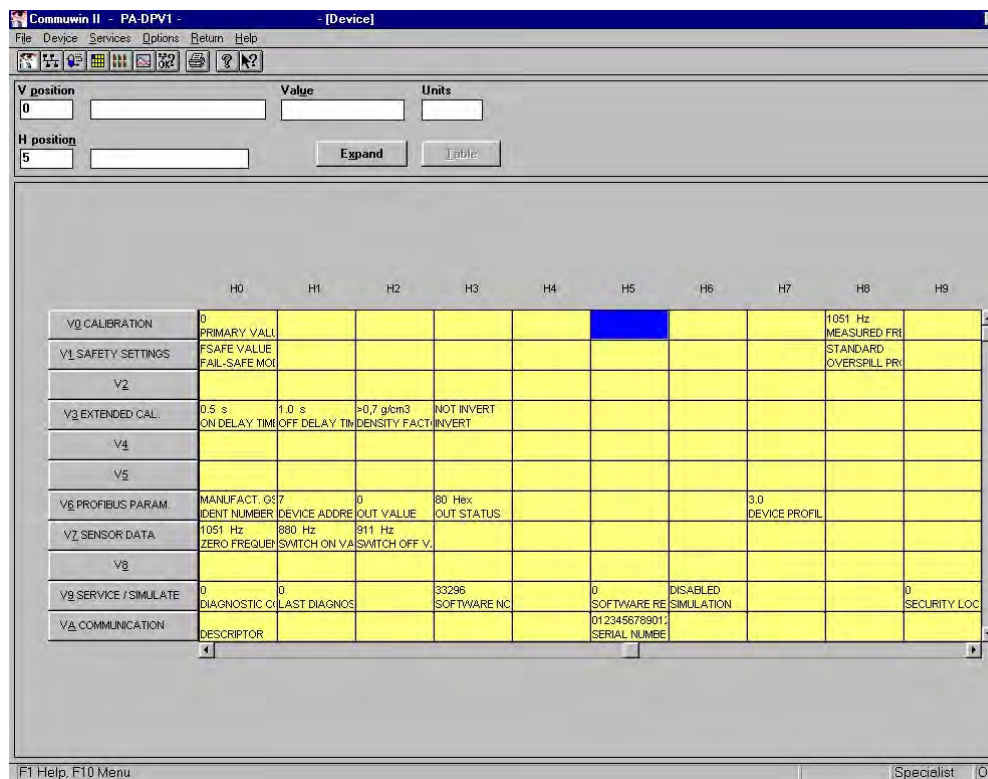 Commuwin II - PA-DPV1 - - [Device]
File Device Services Options Return Help
V position Value Units
0
H position
5 Expand Table
H0 H1 H2 H3 H4 H5 H6 H7 H8 H9
V0 CALIBRATION
0
PRIMARY VALU
1051 Hz
MEASURED FRE
V1 SAFETY SETTINGS
FSAFE VALUE
FAIL-SAFE MOD
STANDARD
OVERSPILL PRO
V2
V3 EXTENDED CAL.
0.5 s 1.0 s >0,7 g/cm3 NOT INVERT
ON DELAY TIME OFF DELAY TIM DENSITY FACT INVERT
V4
V5
V6 PROFIBUS PARAM.
MANUFACT. GS 7 0 80 Hex 3.0
IDENT NUMBER DEVICE ADDRE OUT VALUE OUT STATUS DEVICE PROFIL
V7 SENSOR DATA
1051 Hz 880 Hz 911 Hz
ZERO FREQUEN SWITCH ON VA SWITCH OFF V.
V8
V9 SERVICE / SIMULATE
0 0 33296 0 DISABLED 0
DIAGNOSTIC CO LAST DIAGNOS SOFTWARE NO SOFTWARE RE SIMULATION SECURITY LOC
VA COMMUNICATION
0123456789012
DESCRIPTOR SERIAL NUMBE
F1 Help, F10 Menu Specialist